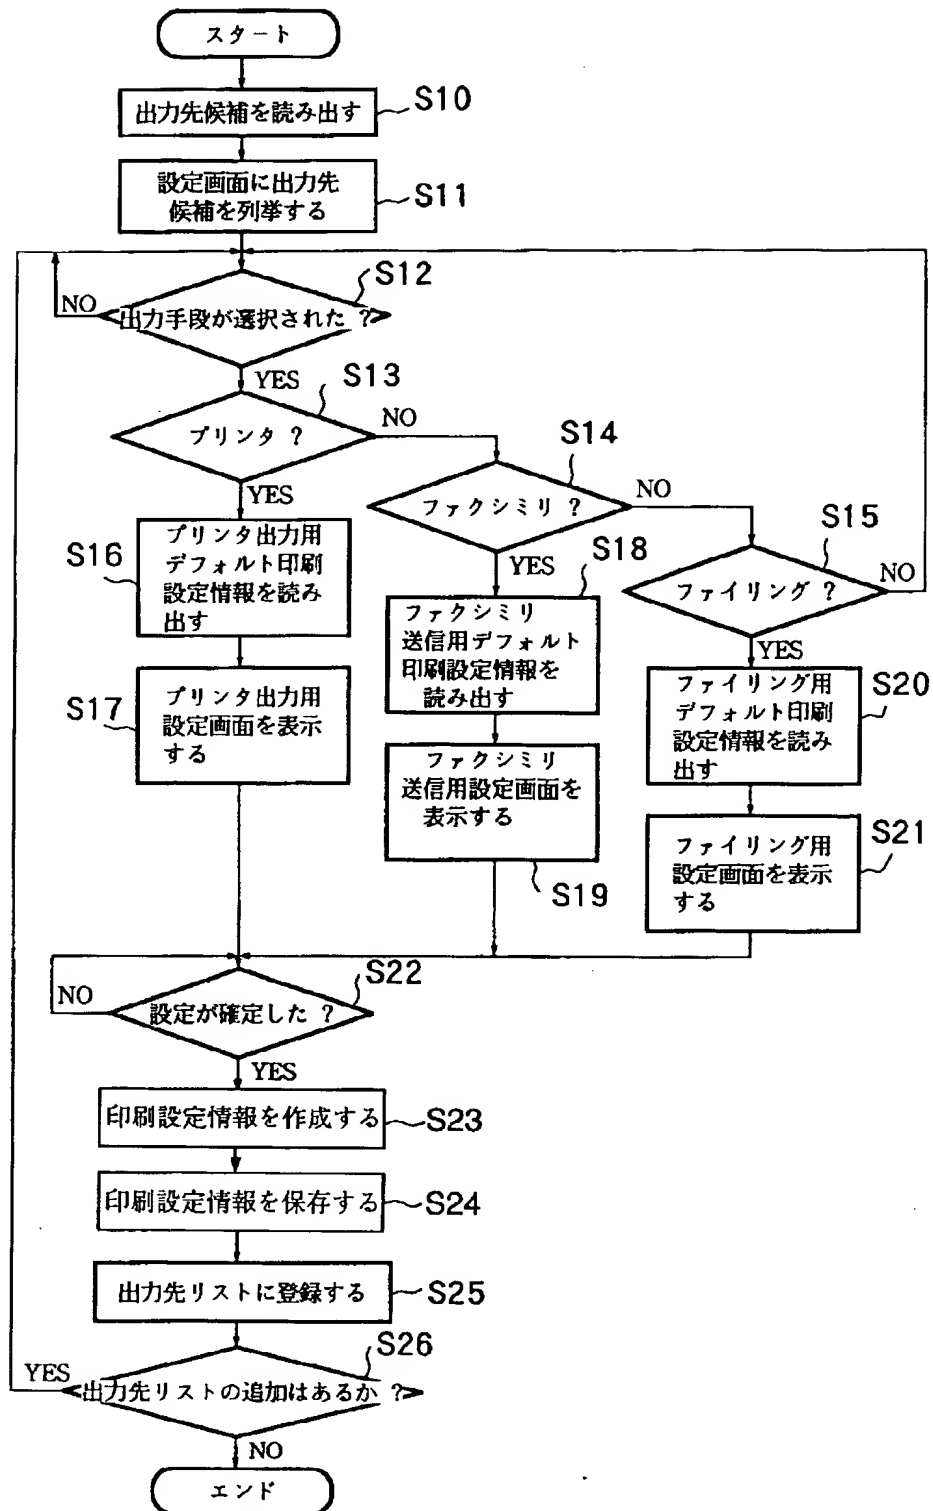 スタート
出力先候補を読み出す
S10
設定画面に出力先
候補を列挙する
S11
S12
NO
出力手段が選択された ?
YES
S13
プリンタ ?
NO
S14
YES
ファクシミリ ?
NO
S15
S16
プリンタ出力用
デフォルト印刷
設定情報を読み
出す
YES
S18
ファイリング ?
NO
ファクシミリ
送信用デフォルト
印刷設定情報を
読み出す
YES
S17
プリンタ出力用
設定画面を表示
する
ファイリング用
デフォルト印刷
設定情報を読み
出す
S20
ファクシミリ
送信用設定画面を
表示する
S19
ファイリング用
設定画面を表示
する
S21
S22
NO
設定が確定した ?
YES
印刷設定情報を作成する
S23
印刷設定情報を保存する
S24
出力先リストに登録する
S25
S26
YES
出力先リストの追加はあるか ?
NO
エンド